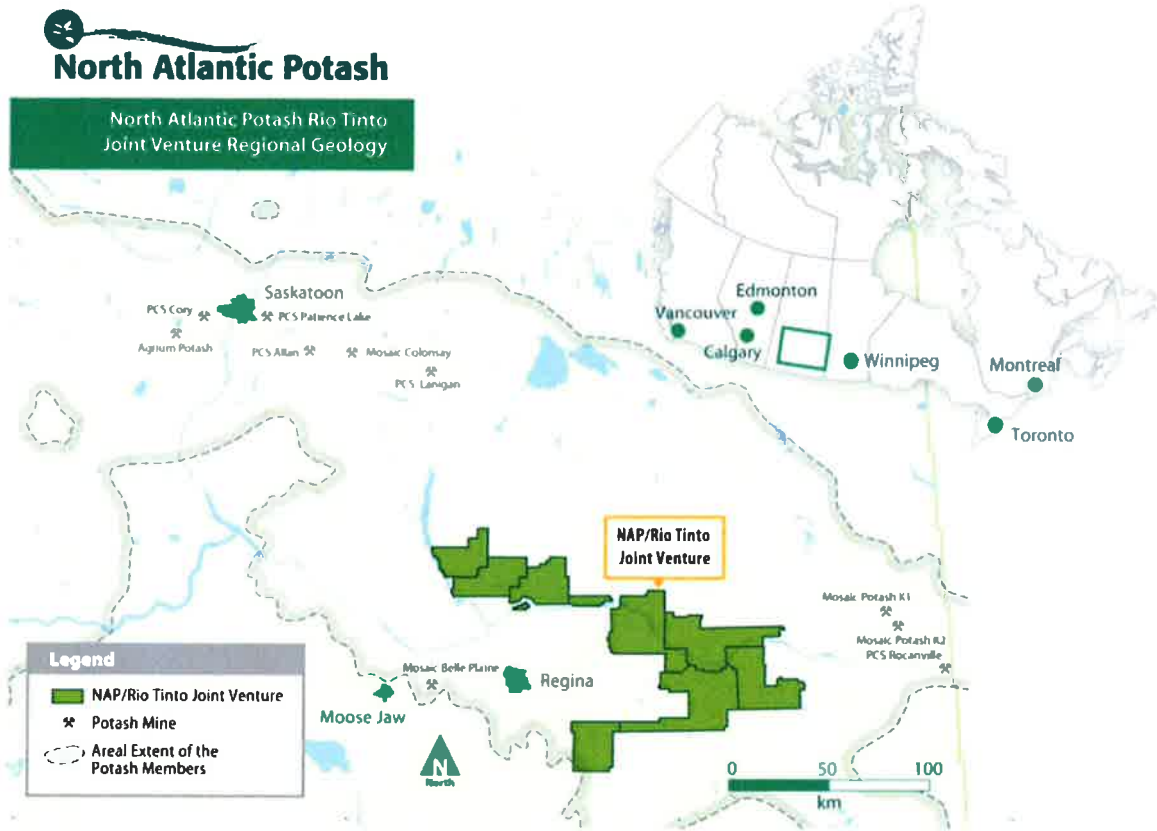 North Atlantic Potash
North Atlantic Potash Rio Tinto
Joint Venture Regional Geology
Saskatoon
PCS Cory
PCS Patience Lake
Agrium Potash
PCS Allan
Mosaic Colonsay
PCS Lanigan
Edmonton
Vancouver
Calgary
Winnipeg
Montreal
Toronto
NAP/Rio Tinto
Joint Venture
Mosaic Potash K1
Mosaic Potash K2
PCS Rocanville
Mosaic Belle Plaine
Regina
Moose Jaw
Legend
NAP/Rio Tinto Joint Venture
Potash Mine
Areal Extent of the
Potash Members
N
North
0 50 100
km